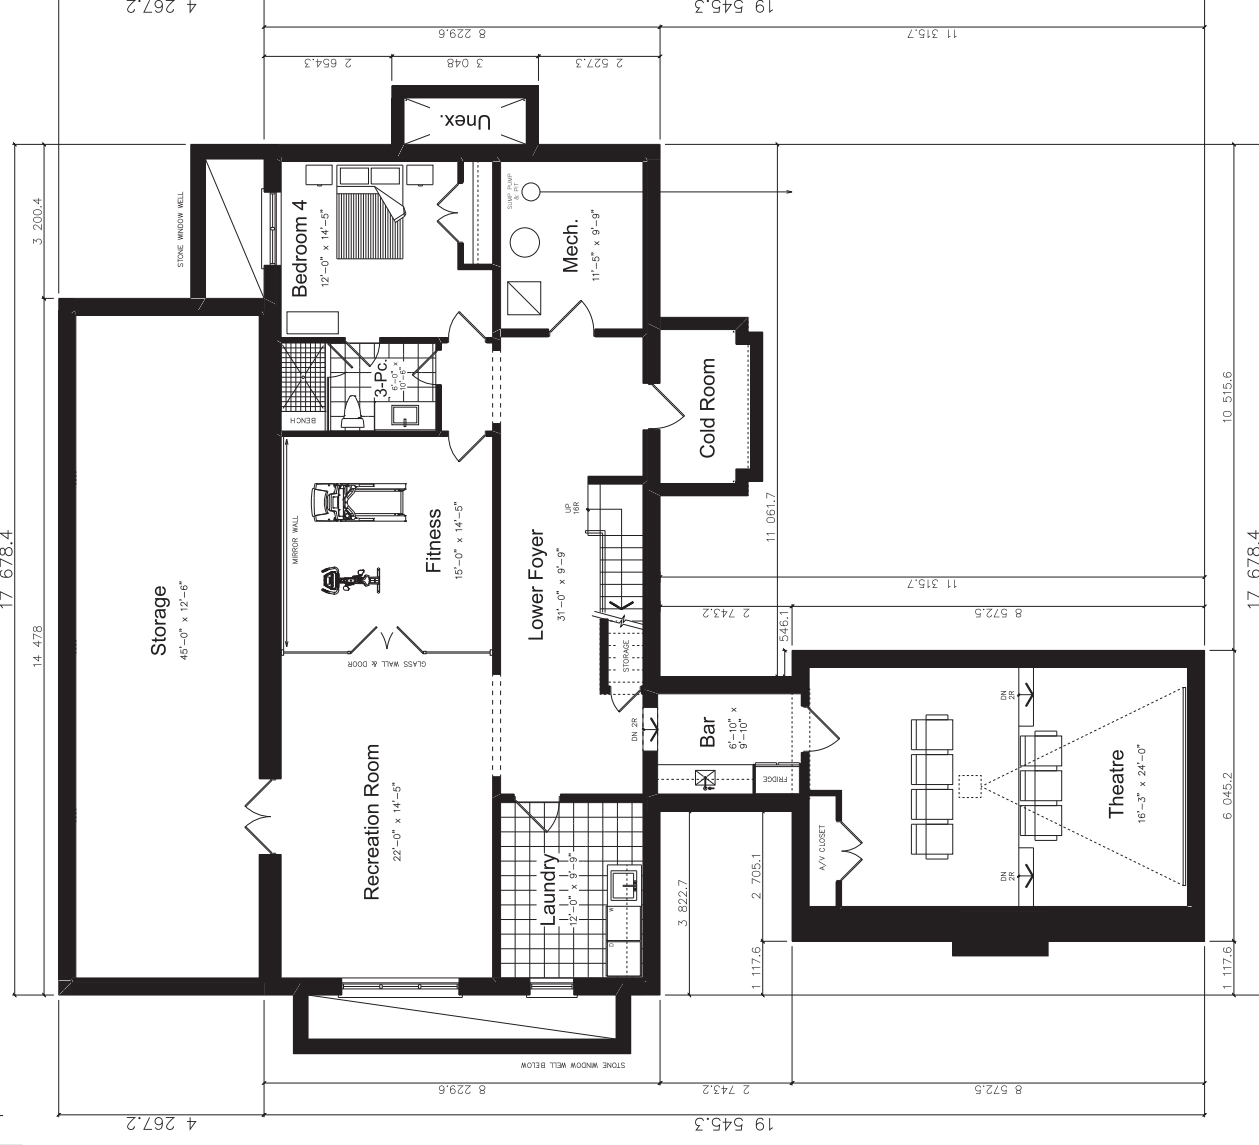 4 267.2
19 545.3
8 229.6
11 315.7
2 654.3
3 048
2 527.3
Unex.
3 200.4
STONE WINDOW WELL
Bedroom 4
12'-0" x 14'-5"
SUMP PUMP
& PIT
Mech.
11'-5" x 9'-9"
3-Pc.
6'-0" x
10'-6"
BENCH
Cold Room
10 515.6
11 061.7
17 678.4
14 478
Storage
45'-0" x 12'-6"
MIRROR WALL
Fitness
15'-0" x 14'-5"
GLASS WALL & DOOR
Lower Foyer
31'-0" x 9'-9"
UP
16R
STORAGE
11 315.7
2 743.2
8 572.5
546.1
17 678.4
DN 2R
Bar
6'-10" x
9'-10"
FRIDGE
DN
2R
Theatre
16'-3" x 24'-0"
DN
2R
A/V CLOSET
6 045.2
Recreation Room
22'-0" x 14'-5"
Laundry
12'-0" x 9'-9"
W
D
3 822.7
2 705.1
1 117.6
1 117.6
STONE WINDOW WELL BELOW
8 229.6
2 743.2
8 572.5
4 267.2
19 545.3